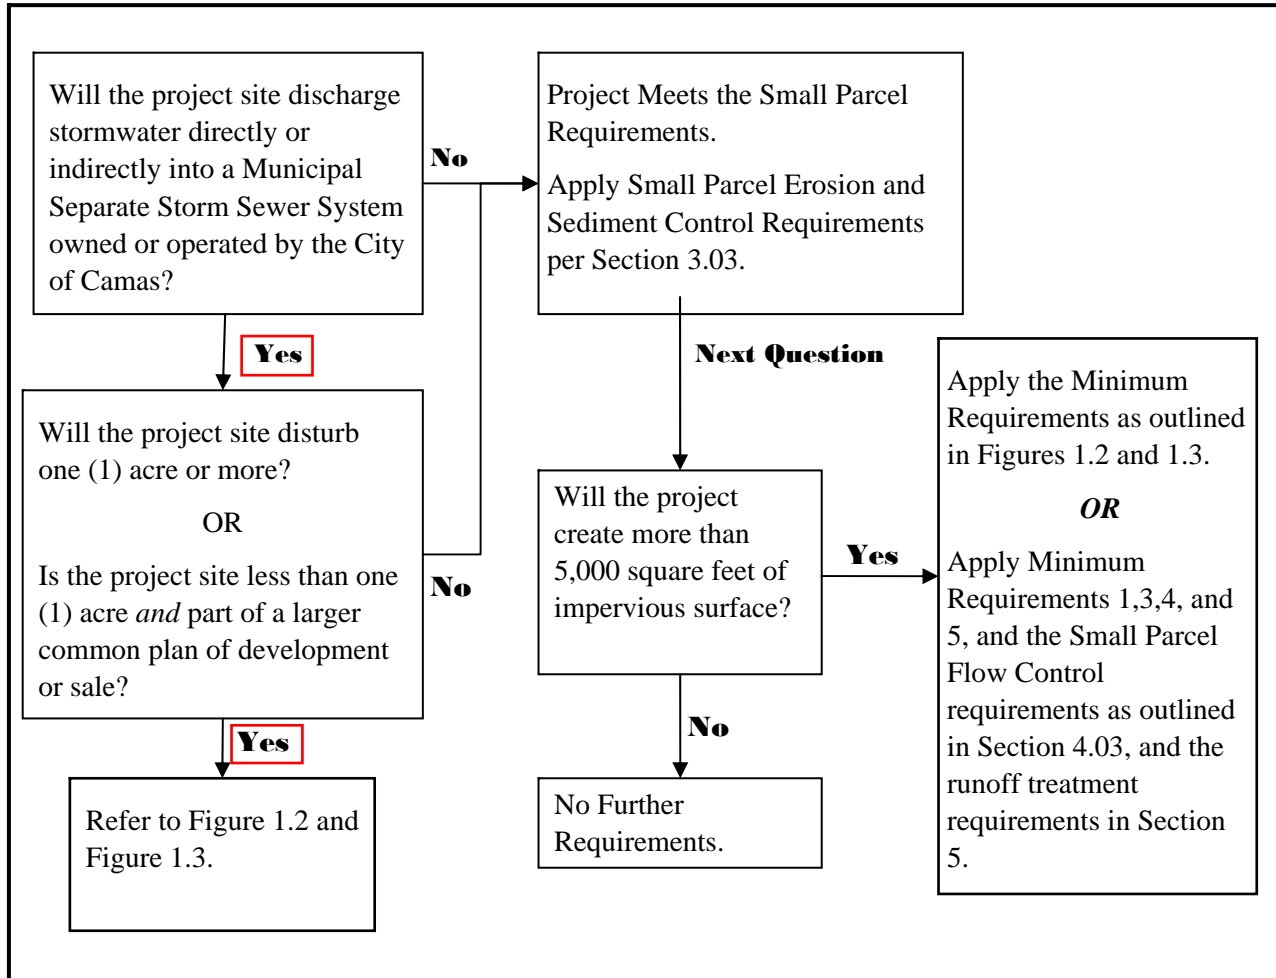 Will the project site discharge
stormwater directly or
indirectly into a Municipal
Separate Storm Sewer System
owned or operated by the City
of Camas?
No
Project Meets the Small Parcel
Requirements.
Apply Small Parcel Erosion and
Sediment Control Requirements
per Section 3.03.
Yes
Next Question
Will the project site disturb
one (1) acre or more?
OR
Is the project site less than one
(1) acre and part of a larger
common plan of development
or sale?
No
Will the project
create more than
5,000 square feet of
impervious surface?
Yes
Apply the Minimum
Requirements as outlined
in Figures 1.2 and 1.3.
OR
Apply Minimum
Requirements 1,3,4, and
5, and the Small Parcel
Flow Control
requirements as outlined
in Section 4.03, and the
runoff treatment
requirements in Section
5.
Yes
No
Refer to Figure 1.2 and
Figure 1.3.
No Further
Requirements.